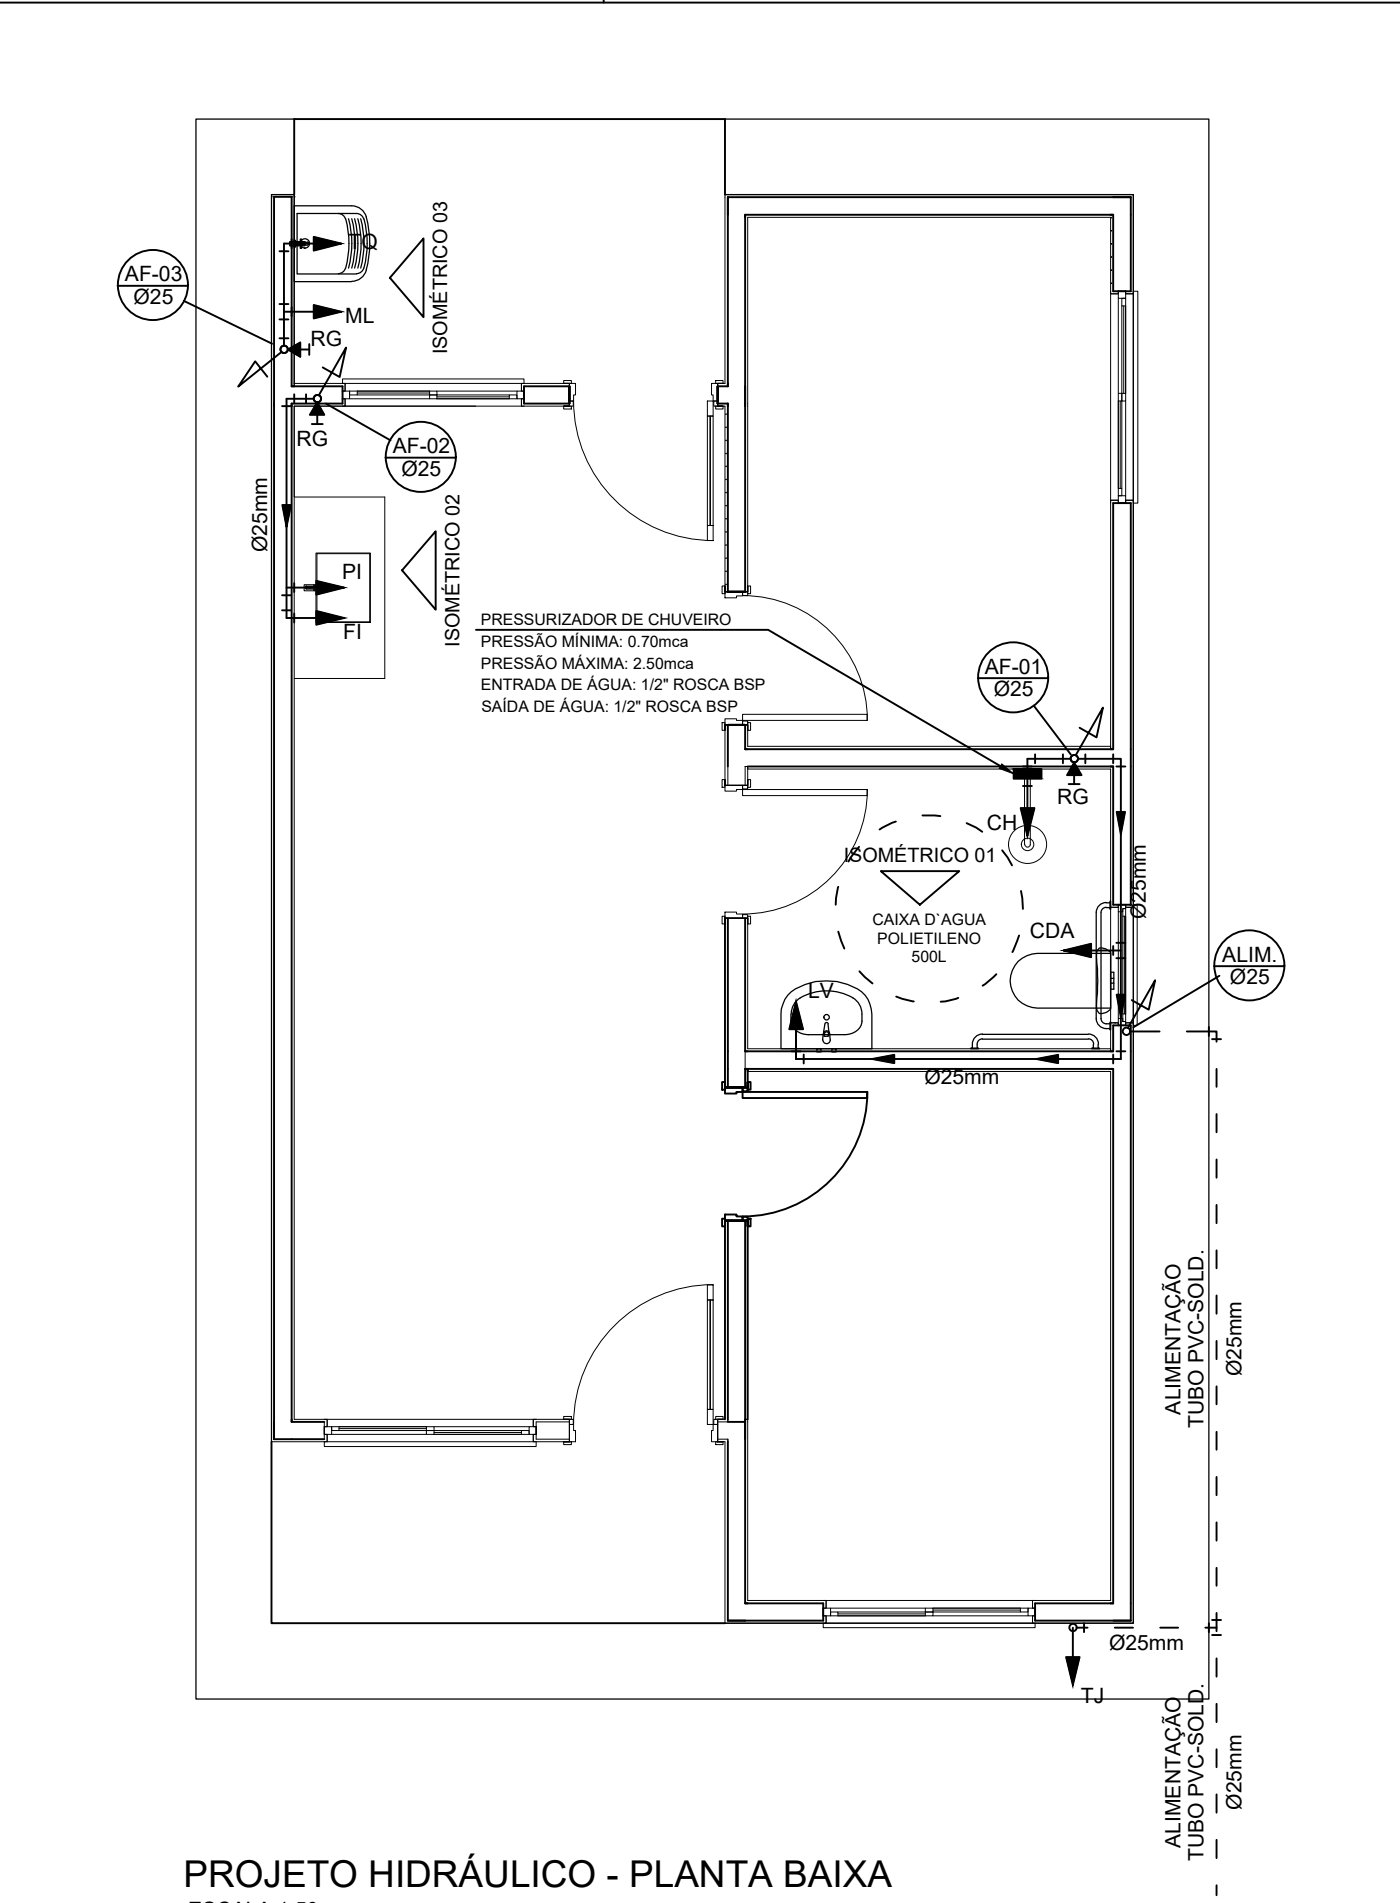 ISOMÉTRICO 03
TQ
AF-03
Ø25
ML
RG
RG
AF-02
Ø25
Ø25mm
ISOMÉTRICO 02
PI
FI
PRESSURIZADOR DE CHUVEIRO
PRESSÃO MÍNIMA: 0.70mca
PRESSÃO MÁXIMA: 2.50mca
ENTRADA DE ÁGUA: 1/2" ROSCA BSP
SAÍDA DE ÁGUA: 1/2" ROSCA BSP
AF-01
Ø25
RG
CH
ISOMÉTRICO 01
Ø25mm
CAIXA D`AGUA
POLIETILENO
500L
CDA
ALIM.
Ø25
LV
Ø25mm
ALIMENTAÇÃO
TUBO PVC-SOLD.
Ø25mm
Ø25mm
TJ
ALIMENTAÇÃO
TUBO PVC-SOLD.
Ø25mm
PROJETO HIDRÁULICO - PLANTA BAIXA